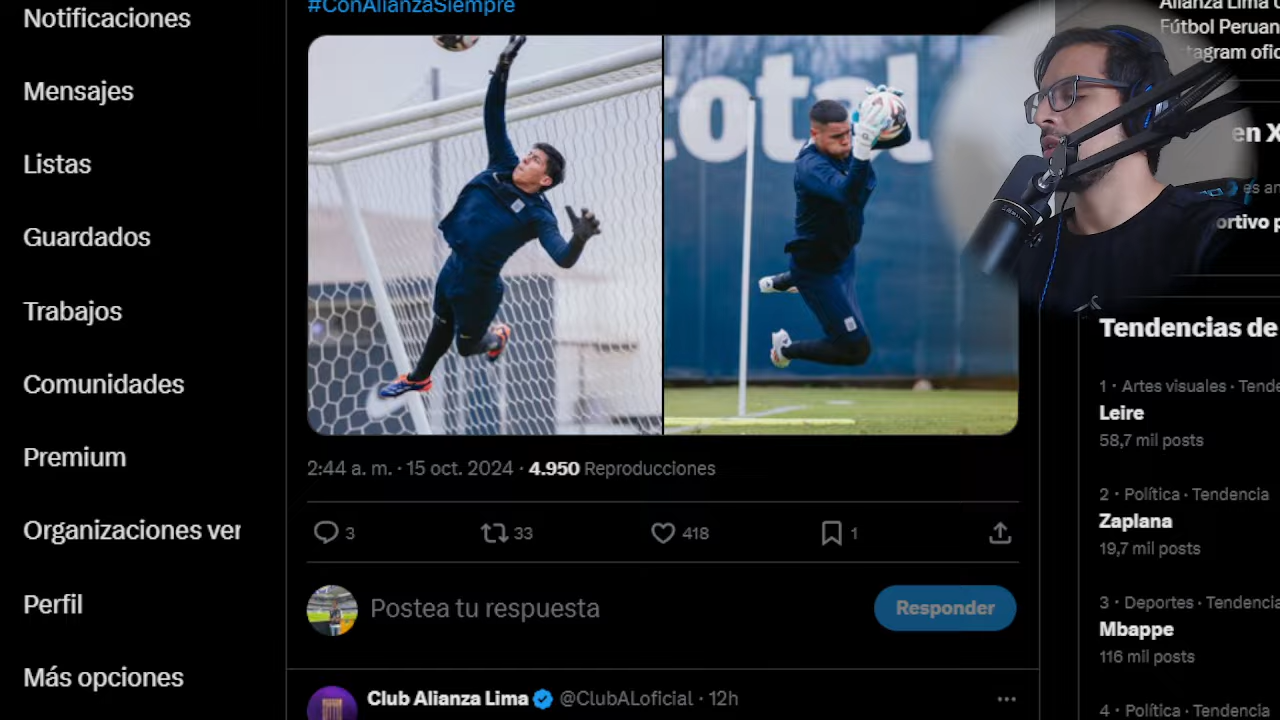 Notificaciones
Mensajes
Listas
Guardados
Trabajos
Comunidades
Premium
Organizaciones ver
Perfil
Más opciones
#ConAlianzaSiempre
total
2:44 a. m. · 15 oct. 2024 · 4.950 Reproducciones
3 33 418 1
Postea tu respuesta
Responder
Club Alianza Lima @ClubALoficial · 12h
Alianza Lima
Fútbol Peruan
tagram ofic
en X
es an
ortivo p
Tendencias de
1 · Artes visuales · Tende
Leire
58,7 mil posts
2 · Política · Tendencia
Zaplana
19,7 mil posts
3 · Deportes · Tendencia
Mbappe
116 mil posts
4 · Política · Tendencia